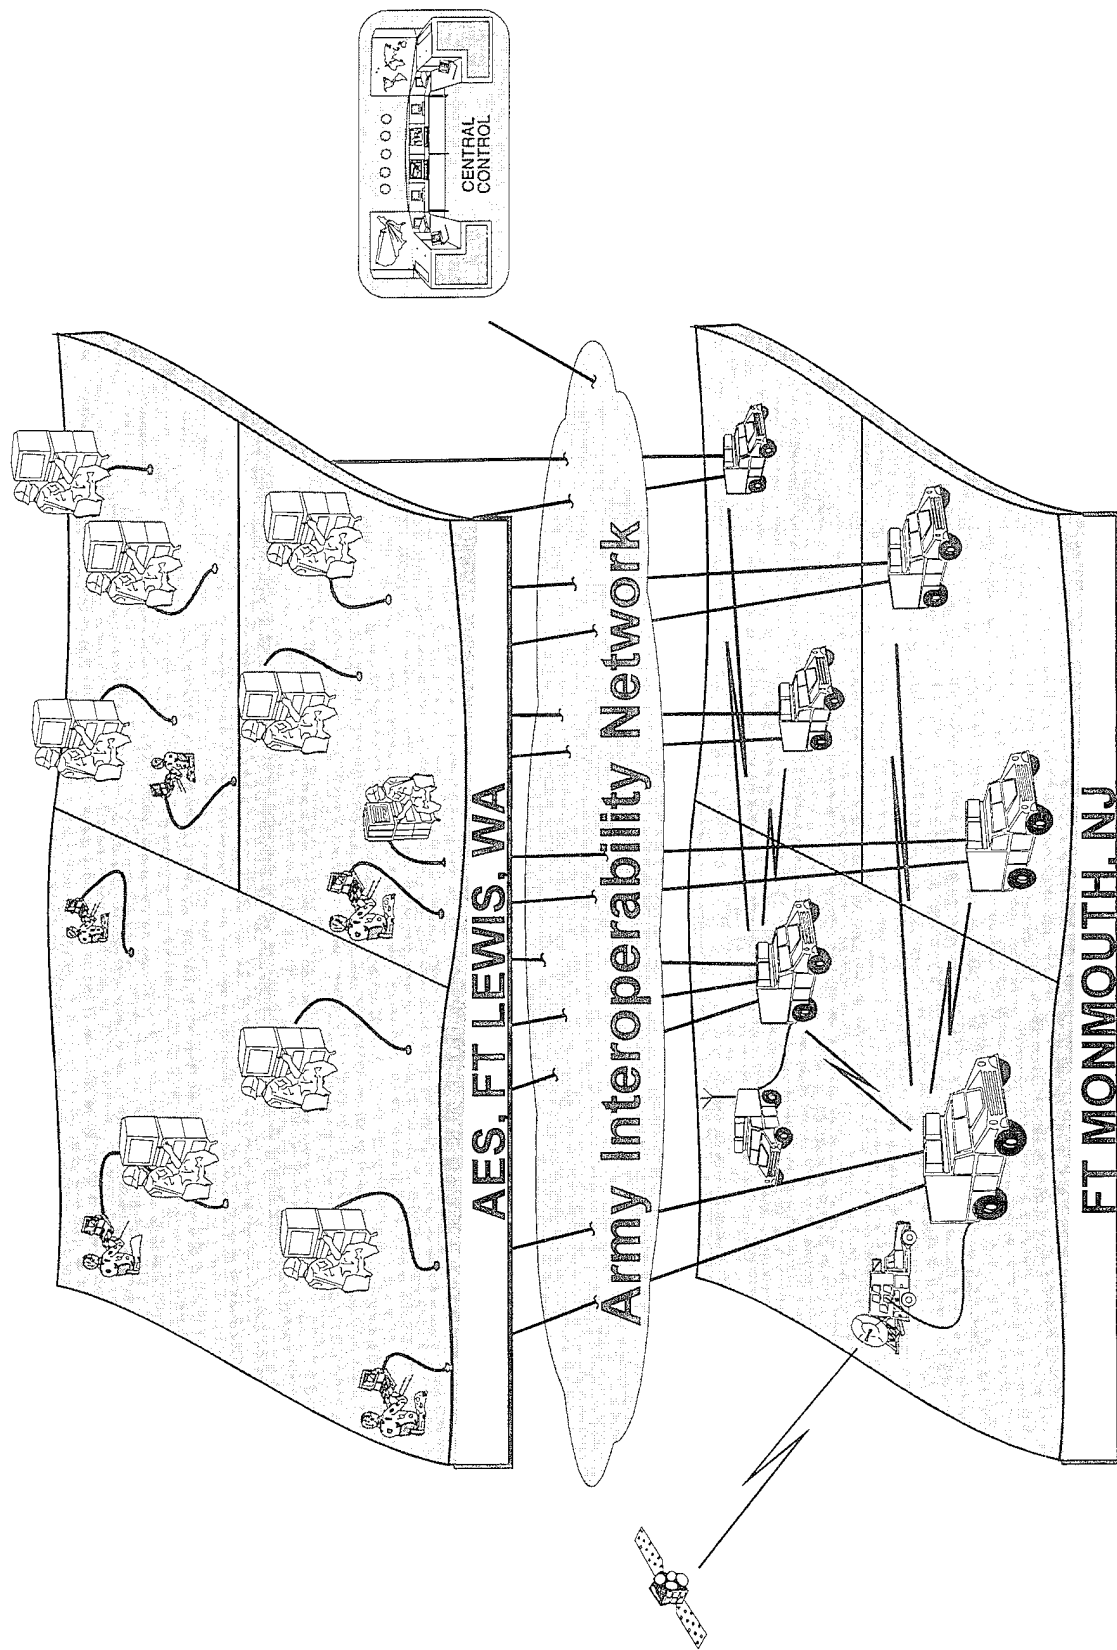 CENTRAL
CONTROL
AES, FT LEWIS, WA
Army Interoperability Network
FT MONMOUTH, NJ